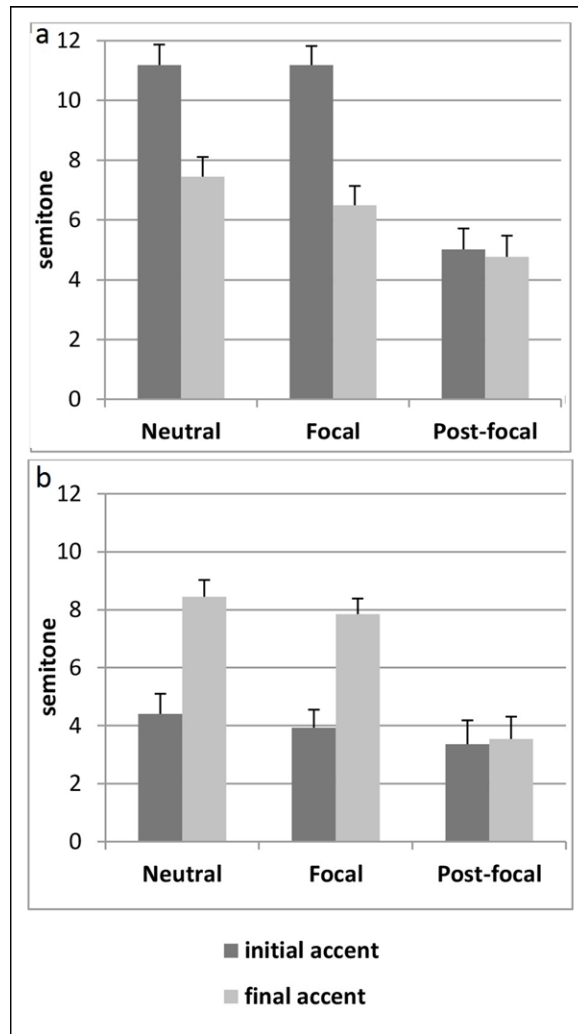 a
12
10
8
6
4
2
0
semitone
Neutral Focal Post-focal
b
12
10
8
6
4
2
0
semitone
Neutral Focal Post-focal
initial accent
final accent